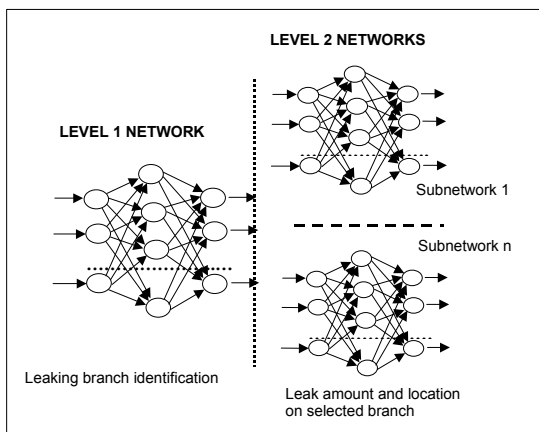 LEVEL 2 NETWORKS
LEVEL 1 NETWORK
Subnetwork 1
Subnetwork n
Leaking branch identification
Leak amount and location
on selected branch